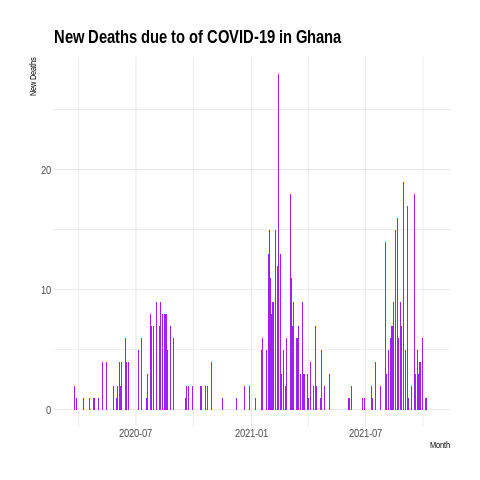 New Deaths due to of COVID-19 in Ghana
New Deaths
20
10
0
2020-07
2021-01
2021-07
Month